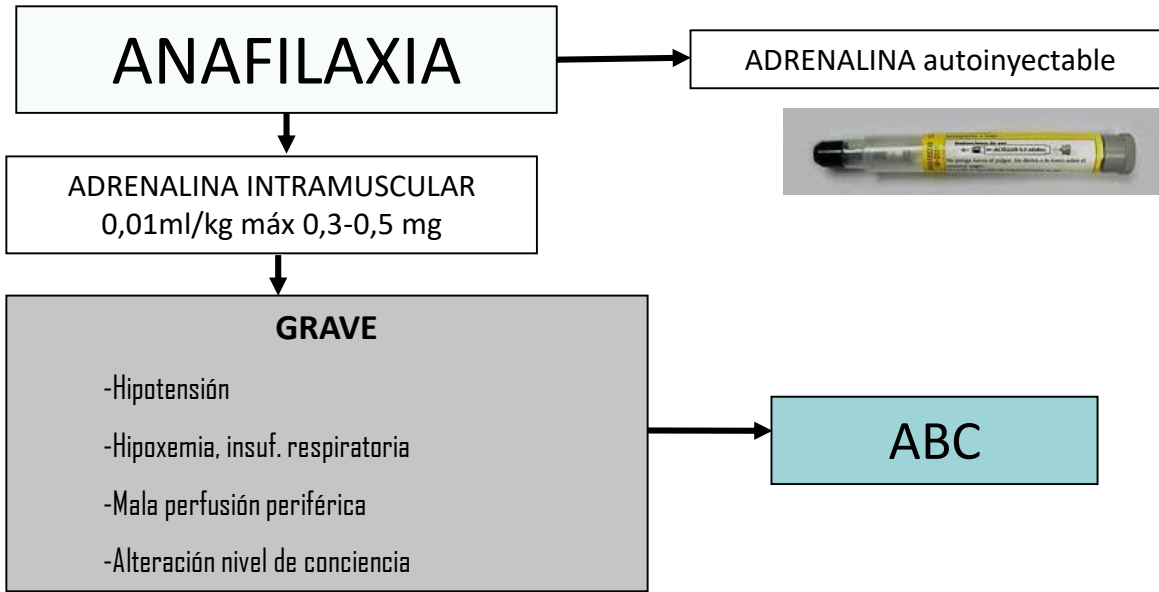 ANAFILAXIA
ADRENALINA autoinyectable
ADRENALINA INTRAMUSCULAR
0,01ml/kg máx 0,3-0,5 mg
GRAVE
-Hipotensión
-Hipoxemia, insuf. respiratoria
-Mala perfusión periférica
-Alteración nivel de conciencia
ABC